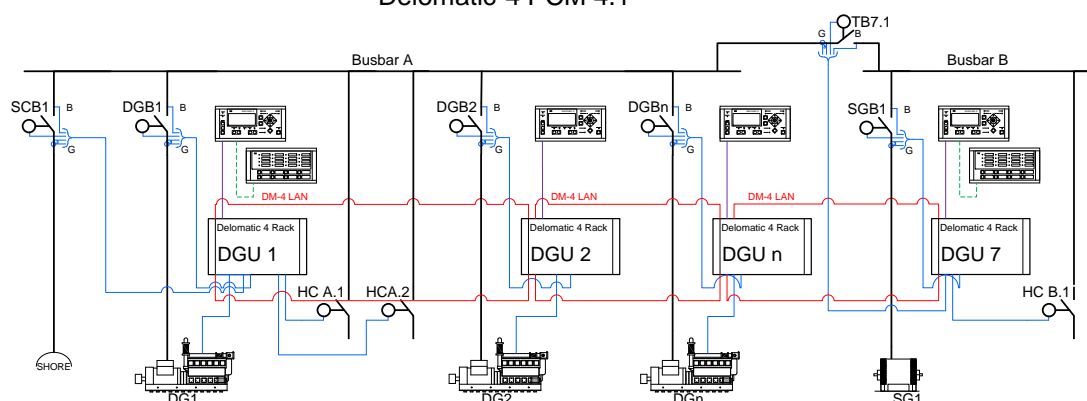 Delomatic 4 PCM 4.1
TB7.1
G B
Busbar A
Busbar B
SCB1 B G
DGB1 B G
DGB2 B G
DGBn B G
SGB1 B G
DM-4 LAN
DM-4 LAN
DM-4 LAN
Delomatic 4 Rack
DGU 1
Delomatic 4 Rack
DGU 2
Delomatic 4 Rack
DGU n
Delomatic 4 Rack
DGU 7
HC A.1
HCA.2
HC B.1
SHORE
DG1
DG2
DGn
SG1